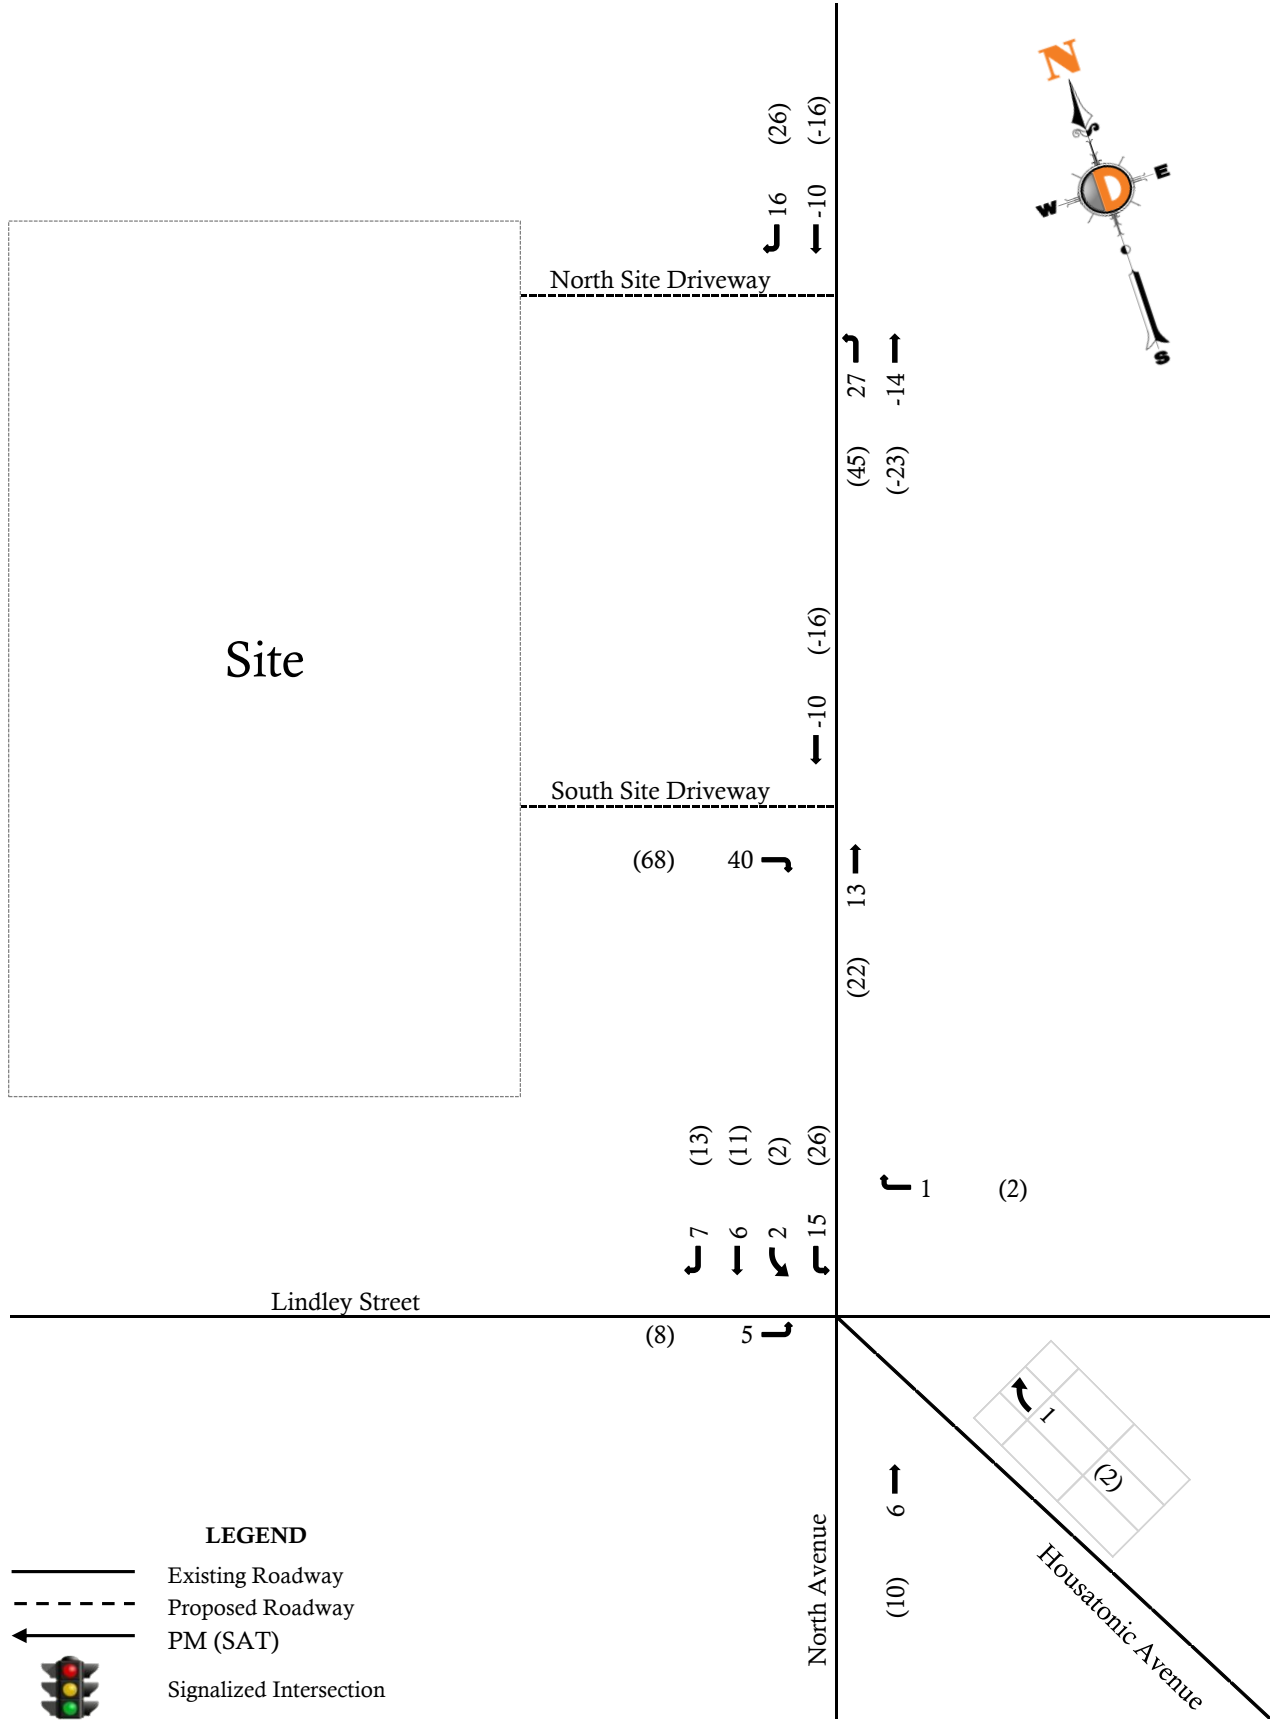 (26) (-16)
16 -10
N
S
E
W
S
North Site Driveway
27 -14
(45) (-23)
(-16)
Site
-10
South Site Driveway
(68) 40
13
(22)
(13) (11) (2) (26)
1 (2)
7 6 2 15
Lindley Street
(8) 5
1
(2)
6
(10)
North Avenue
Housatonic Avenue
LEGEND
Existing Roadway
Proposed Roadway
PM (SAT)
Signalized Intersection